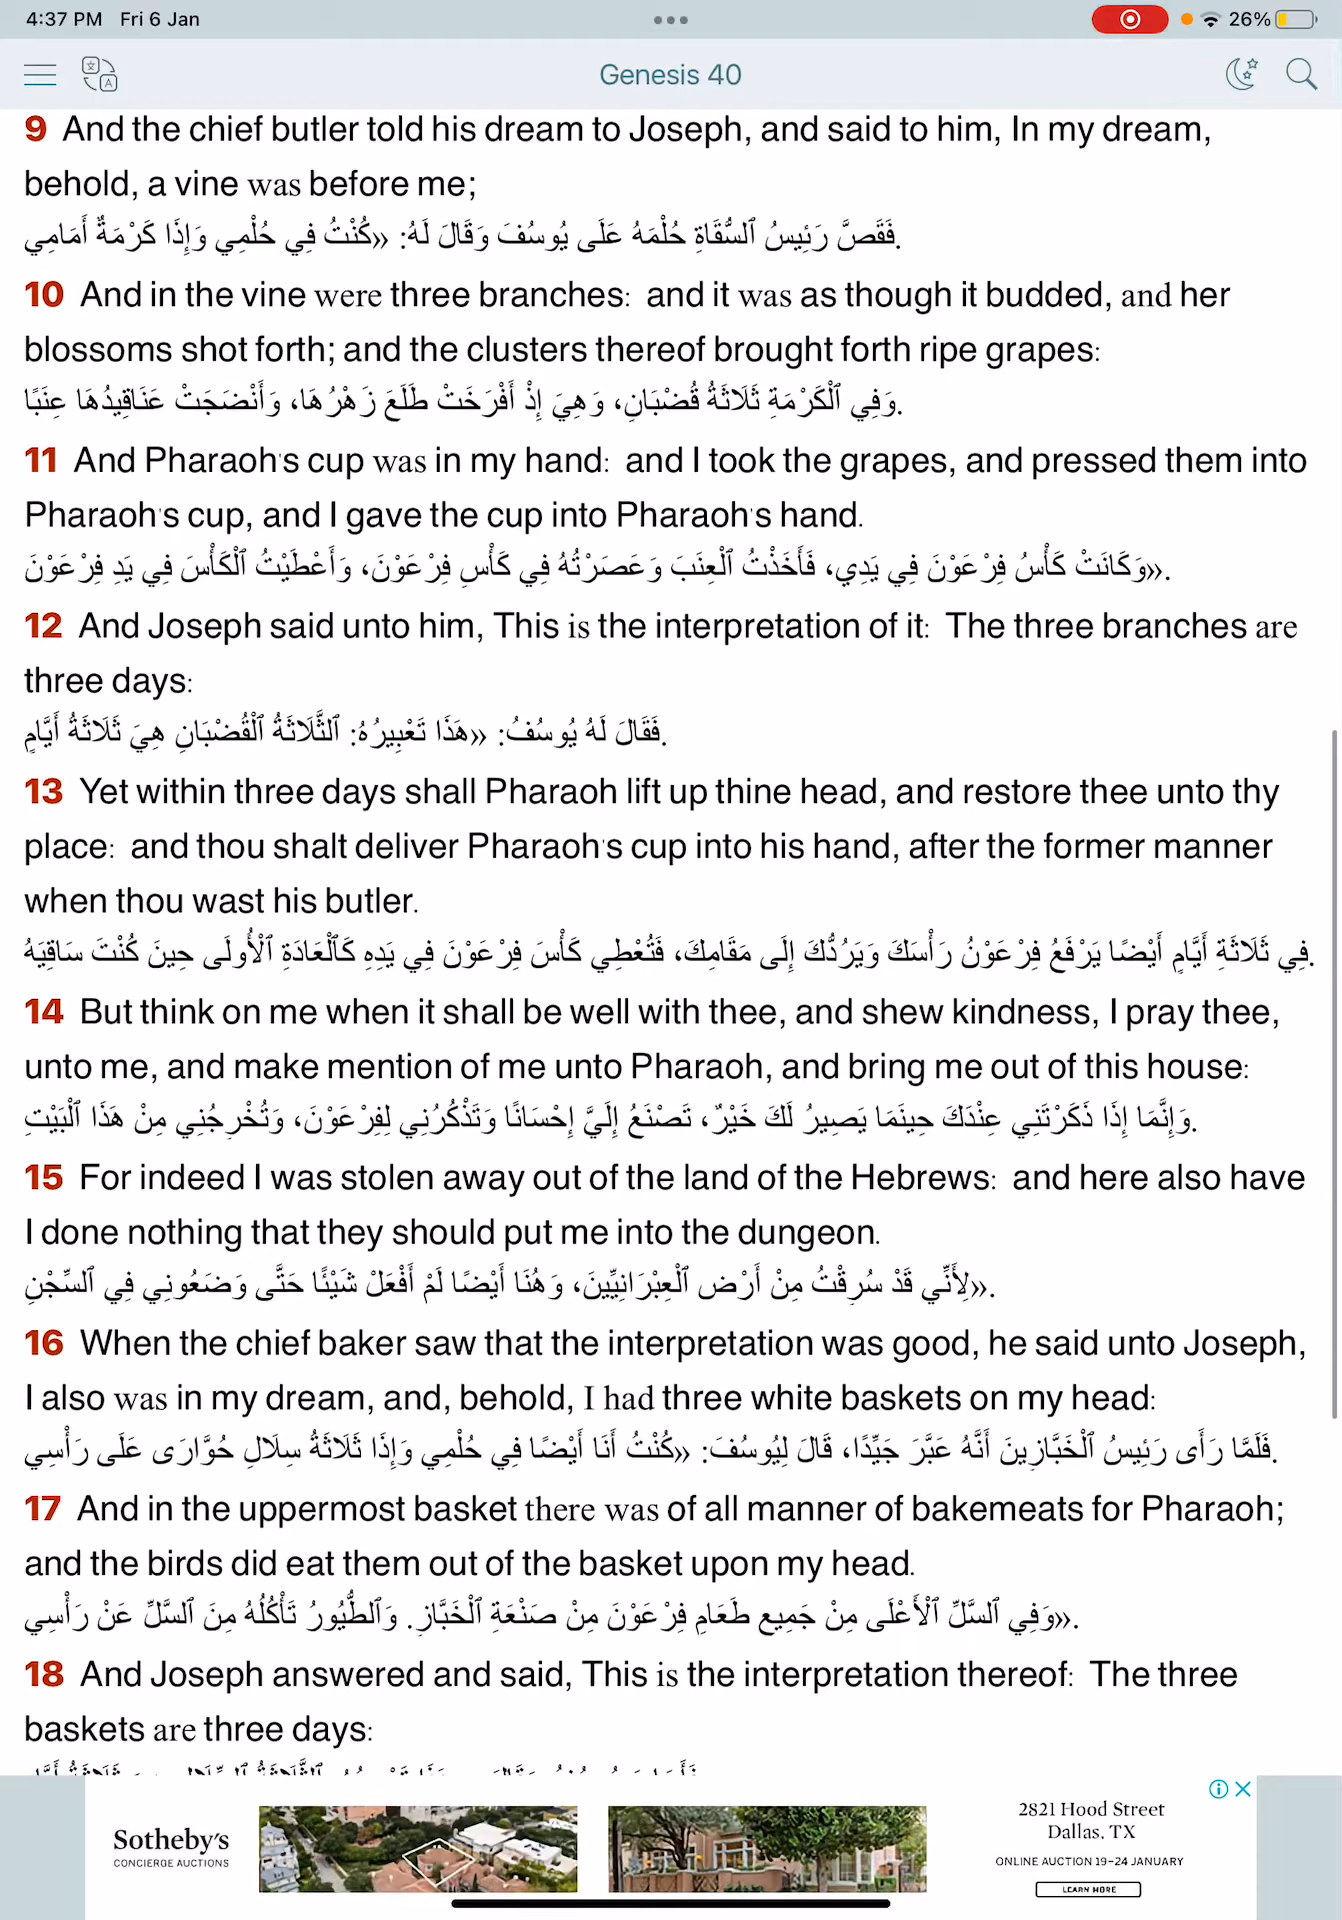 4:37 PM Fri 6 Jan
26%
Genesis 40
9 And the chief butler told his dream to Joseph, and said to him, In my dream,
behold, a vine was before me;
فَقَصَّ رَئِيسُ ٱلسُّقَاةِ حُلْمَهُ عَلَى يُوسُفَ وَقَالَ لَهُ: «كُنْتُ فِي حُلْمِي وَإِذَا كَرْمَةٌ أَمَامِي.
10 And in the vine were three branches: and it was as though it budded, and her
blossoms shot forth; and the clusters thereof brought forth ripe grapes:
وَفِي ٱلْكَرْمَةِ ثَلَاثَةُ قُضْبَانٍ، وَهِيَ إِذْ أَفْرَخَتْ طَلَعَ زَهْرُهَا، وَأَنْضَجَتْ عَنَاقِيدُهَا عِنَبًا.
11 And Pharaoh's cup was in my hand: and I took the grapes, and pressed them into
Pharaoh's cup, and I gave the cup into Pharaoh's hand.
وَكَانَتْ كَأْسُ فِرْعَوْنَ فِي يَدِي، فَأَخَذْتُ ٱلْعِنَبَ وَعَصَرْتُهُ فِي كَأْسِ فِرْعَوْنَ، وَأَعْطَيْتُ ٱلْكَأْسَ فِي يَدِ فِرْعَوْنَ».
12 And Joseph said unto him, This is the interpretation of it: The three branches are
three days:
فَقَالَ لَهُ يُوسُفُ: «هَذَا تَعْبِيرُهُ: ٱلثَّلَاثَةُ ٱلْقُضْبَانِ هِيَ ثَلَاثَةُ أَيَّامٍ.
13 Yet within three days shall Pharaoh lift up thine head, and restore thee unto thy
place: and thou shalt deliver Pharaoh's cup into his hand, after the former manner
when thou wast his butler.
فِي ثَلَاثَةِ أَيَّامٍ أَيْضًا يَرْفَعُ فِرْعَوْنُ رَأْسَكَ وَيَرُدُّكَ إِلَى مَقَامِكَ، فَتُعْطِي كَأْسَ فِرْعَوْنَ فِي يَدِهِ كَٱلْعَادَةِ ٱلْأُولَى حِينَ كُنْتَ سَاقِيَهُ.
14 But think on me when it shall be well with thee, and shew kindness, I pray thee,
unto me, and make mention of me unto Pharaoh, and bring me out of this house:
وَإِنَّمَا إِذَا ذَكَرْتَنِي عِنْدَكَ حِينَمَا يَصِيرُ لَكَ خَيْرٌ، تَصْنَعُ إِلَيَّ إِحْسَانًا وَتَذْكُرُنِي لِفِرْعَوْنَ، وَتُخْرِجُنِي مِنْ هَذَا ٱلْبَيْتِ.
15 For indeed I was stolen away out of the land of the Hebrews: and here also have
I done nothing that they should put me into the dungeon.
لِأَنِّي قَدْ سُرِقْتُ مِنْ أَرْضِ ٱلْعِبْرَانِيِّينَ، وَهُنَا أَيْضًا لَمْ أَفْعَلْ شَيْئًا حَتَّى وَضَعُونِي فِي ٱلسِّجْنِ».
16 When the chief baker saw that the interpretation was good, he said unto Joseph,
I also was in my dream, and, behold, I had three white baskets on my head:
فَلَمَّا رَأَى رَئِيسُ ٱلْخَبَّازِينَ أَنَّهُ عَبَّرَ جَيِّدًا، قَالَ لِيُوسُفَ: «كُنْتُ أَنَا أَيْضًا فِي حُلْمِي وَإِذَا ثَلَاثَةُ سِلَالٍ حُوَّارَى عَلَى رَأْسِي.
17 And in the uppermost basket there was of all manner of bakemeats for Pharaoh;
and the birds did eat them out of the basket upon my head.
وَفِي ٱلسَّلِّ ٱلْأَعْلَى مِنْ جَمِيعِ طَعَامِ فِرْعَوْنَ مِنْ صَنْعَةِ ٱلْخَبَّازِ. وَٱلطُّيُورُ تَأْكُلُهُ مِنَ ٱلسَّلِّ عَنْ رَأْسِي».
18 And Joseph answered and said, This is the interpretation thereof: The three
baskets are three days:
Sotheby's
CONCIERGE AUCTIONS
2821 Hood Street
Dallas, TX
ONLINE AUCTION 19–24 JANUARY
LEARN MORE